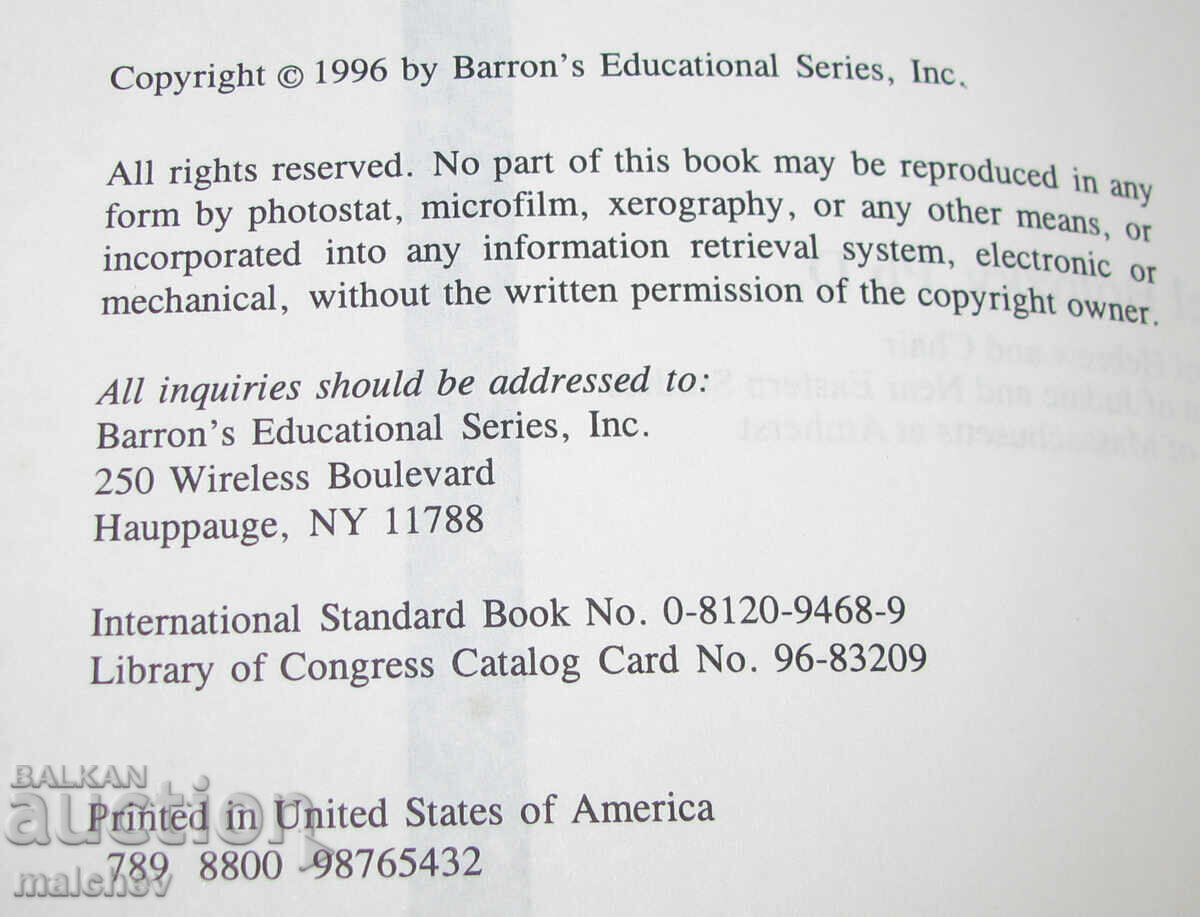 Copyright © 1996 by Barron's Educational Series, Inc.
All rights reserved. No part of this book may be reproduced in any
form by photostat, microfilm, xerography, or any other means, or
incorporated into any information retrieval system, electronic or
mechanical, without the written permission of the copyright owner.
All inquiries should be addressed to:
Barron's Educational Series, Inc.
250 Wireless Boulevard
Hauppauge, NY 11788
International Standard Book No. 0-8120-9468-9
Library of Congress Catalog Card No. 96-83209
Printed in United States of America
789 8800 98765432
BALKAN
auction
malchev